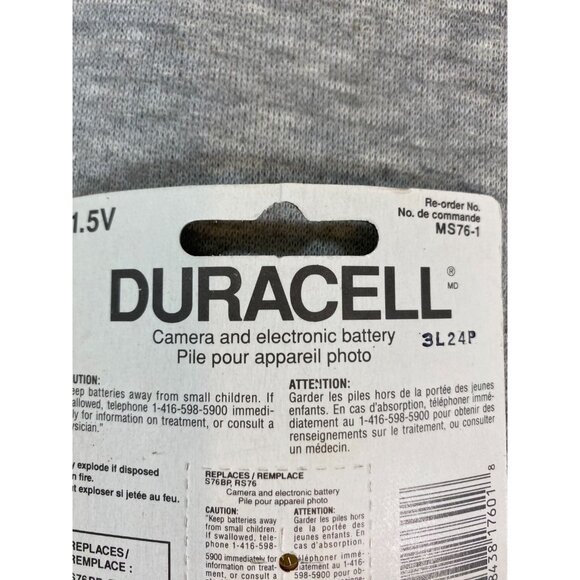 1.5V
Re-order No.
No. de commande
MS76-1
DURACELL®
MD
Camera and electronic battery
Pile pour appareil photo
3L24P
UTION:
eep batteries away from small children. If
allowed, telephone 1-416-598-5900 immedi-
ly for information on treatment, or consult a
ysician."
ATTENTION:
Garder les piles hors de la portée des jeunes
enfants. En cas d'absorption, téléphoner immé-
diatement au 1-416-598-5900 pour obtenir des
renseignements sur le traitement, ou consulter
un médecin.
y explode if disposed
n fire.
t exploser si jetée au feu.
REPLACES / REMPLACE
S76BP, RS76
Camera and electronic battery
Pile pour appareil photo
CAUTION:
"Keep batteries away
from small children. If
swallowed, tele-
phone 1-416-598-
5900 immediately for
information on treat-
ATTENTION:
Garder les piles hors
de la portée des jeunes
enfants. En cas
d'absorption, téléphoner
immédiatement au
1-416-598-5900 pour
REPLACES /
REMPLACE :
S76BP, RS76
43817601 8